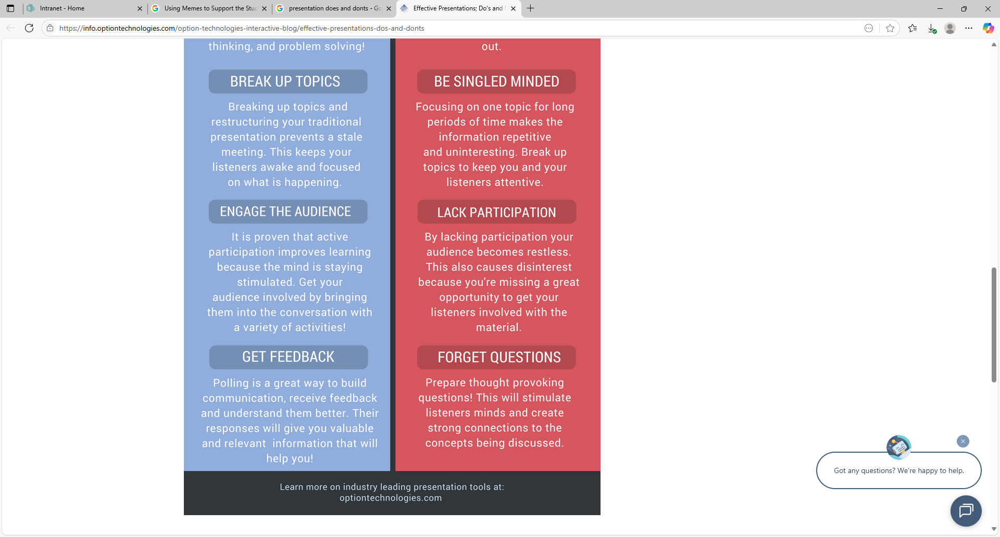 Intranet - Home
Using Memes to Support the Stud
presentation does and donts - Go
Effective Presentations; Do's and
https://info.optiontechnologies.com/option-technologies-interactive-blog/effective-presentations-dos-and-donts
thinking, and problem solving!
BREAK UP TOPICS
Breaking up topics and
restructuring your traditional
presentation prevents a stale
meeting. This keeps your
listeners awake and focused
on what is happening.
ENGAGE THE AUDIENCE
It is proven that active
participation improves learning
because the mind is staying
stimulated. Get your
audience involved by bringing
them into the conversation with
a variety of activities!
GET FEEDBACK
Polling is a great way to build
communication, receive feedback
and understand them better. Their
responses will give you valuable
and relevant  information that will
help you!
out.
BE SINGLED MINDED
Focusing on one topic for long
periods of time makes the
information repetitive
and uninteresting. Break up
topics to keep you and your
listeners attentive.
LACK PARTICIPATION
By lacking participation your
audience becomes restless.
This also causes disinterest
because you're missing a great
opportunity to get your
listeners involved with the
material.
FORGET QUESTIONS
Prepare thought provoking
questions! This will stimulate
listeners minds and create
strong connections to the
concepts being discussed.
Learn more on industry leading presentation tools at:
optiontechnologies.com
Got any questions? We're happy to help.